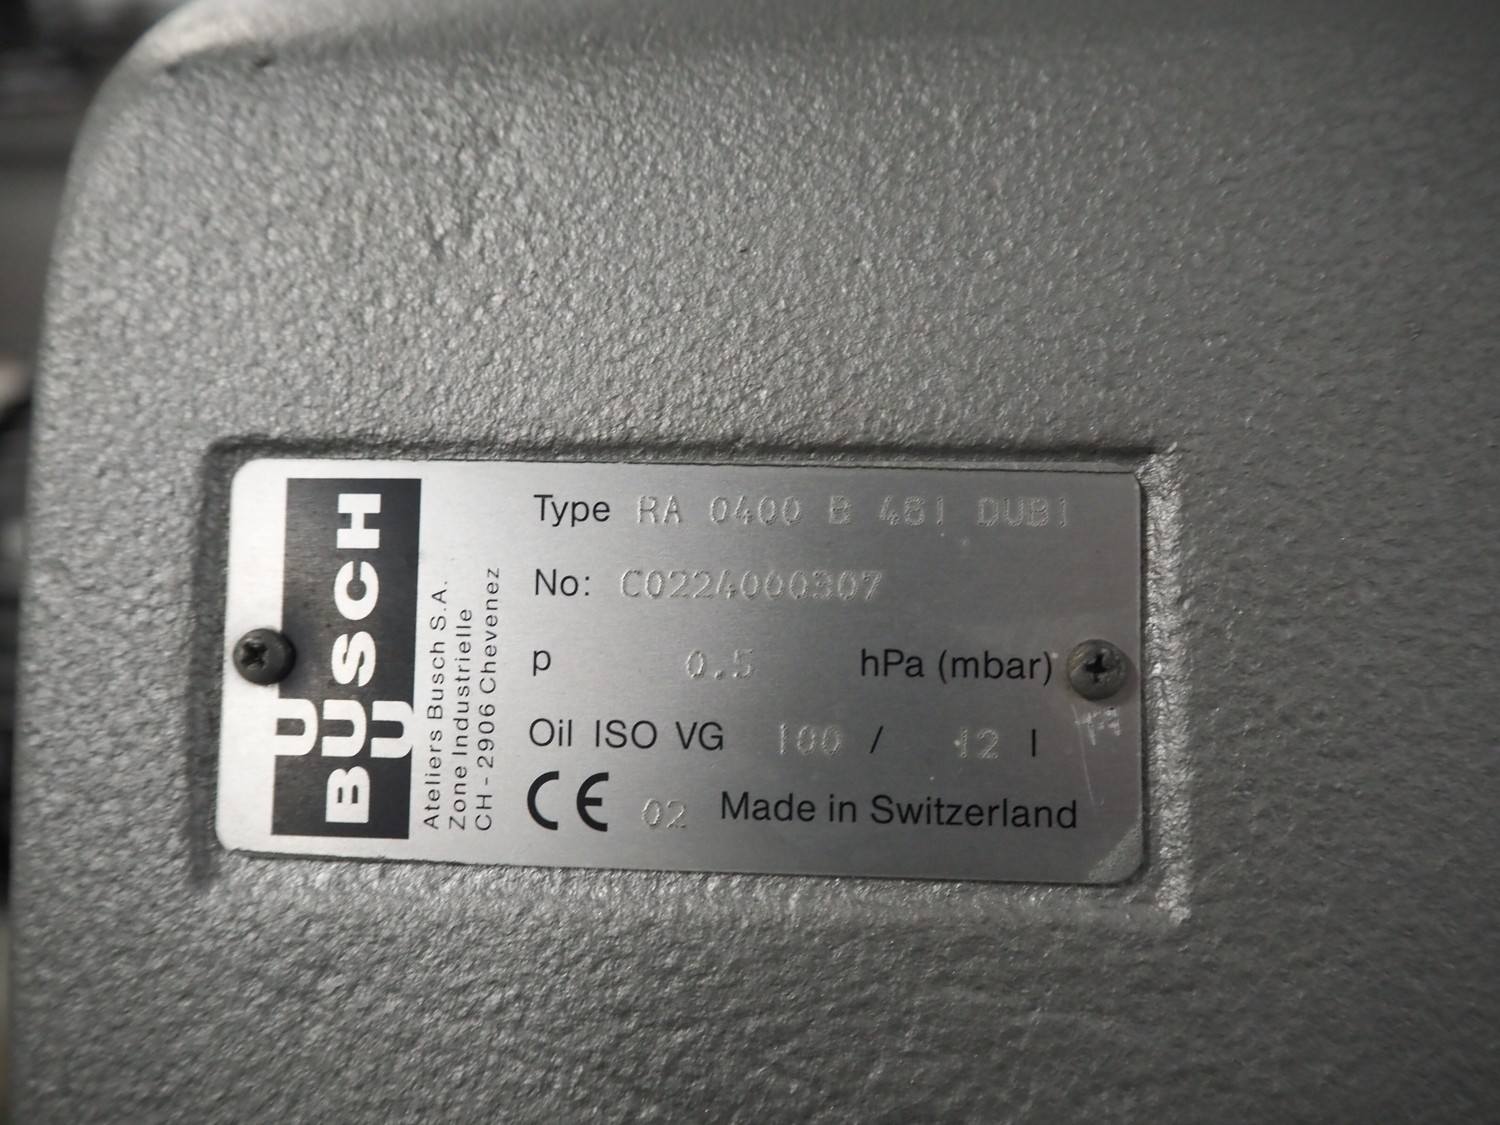 BUSCH
Ateliers Busch S.A.
Zone Industrielle
CH-2906 Chevenez
Type RA 0400 B 461 DUB1
No: C0224000307
p 0.5 hPa (mbar)
Oil ISO VG 100 / 12 l
CE 02 Made in Switzerland